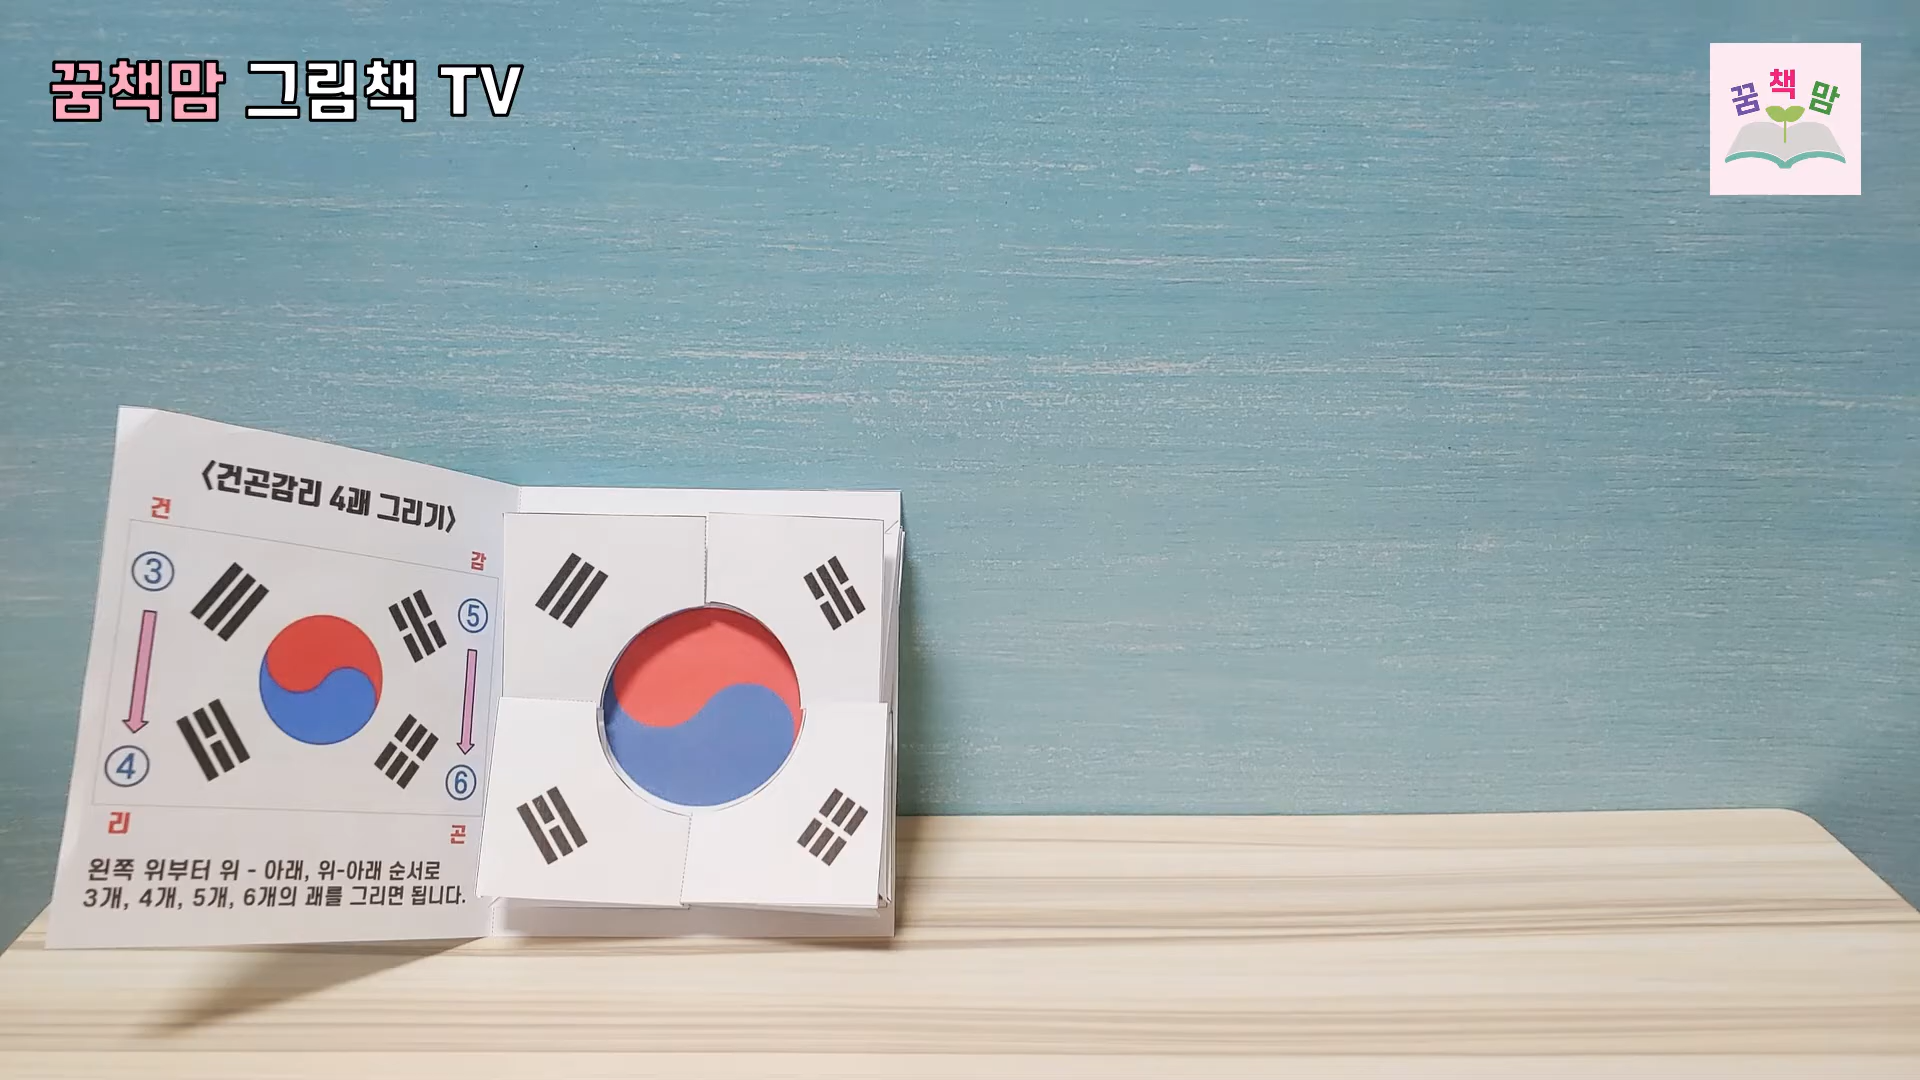 꿈책맘 그림책 TV
꿈책맘
<건곤감리 4괘 그리기>
건
감
③
⑤
④
⑥
리
곤
왼쪽 위부터 위 - 아래, 위-아래 순서로
3개, 4개, 5개, 6개의 괘를 그리면 됩니다.